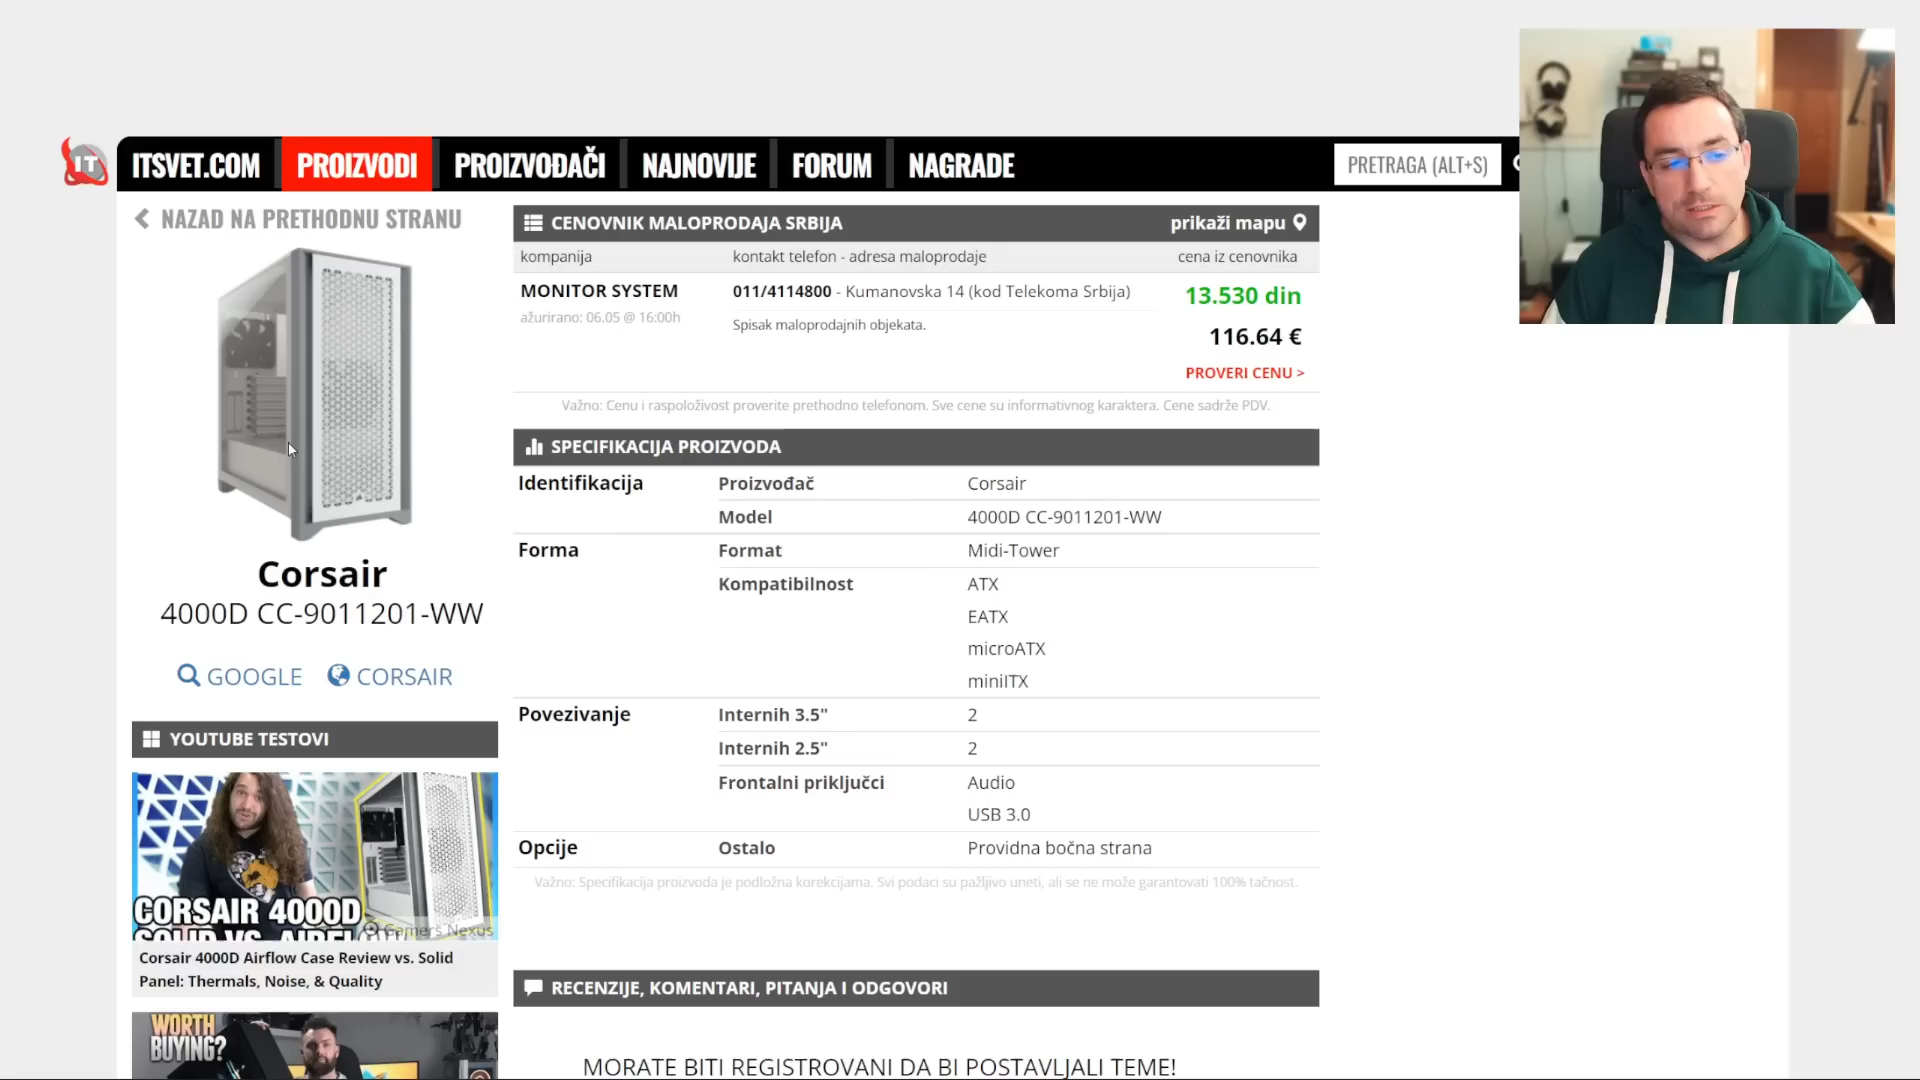 IT
ITSVET.COM
PROIZVODI
PROIZVOĐAČI
NAJNOVIJE
FORUM
NAGRADE
PRETRAGA (ALT+S)
NAZAD NA PRETHODNU STRANU
Corsair
4000D CC-9011201-WW
GOOGLE
CORSAIR
YOUTUBE TESTOVI
CORSAIR 4000D
SOLID VS. AIRFLOW
Gamers Nexus
Corsair 4000D Airflow Case Review vs. Solid
Panel: Thermals, Noise, & Quality
WORTH
BUYING?
CENOVNIK MALOPRODAJA SRBIJA
prikaži mapu
kompanija
kontakt telefon - adresa maloprodaje
cena iz cenovnika
MONITOR SYSTEM
011/4114800 - Kumanovska 14 (kod Telekoma Srbija)
13.530 din
ažurirano: 06.05 @ 16:00h
Spisak maloprodajnih objekata.
116.64 €
PROVERI CENU >
Važno: Cenu i raspoloživost proverite prethodno telefonom. Sve cene su informativnog karaktera. Cene sadrže PDV.
SPECIFIKACIJA PROIZVODA
Identifikacija
Proizvođač
Corsair
Model
4000D CC-9011201-WW
Forma
Format
Midi-Tower
Kompatibilnost
ATX
EATX
microATX
miniITX
Povezivanje
Internih 3.5"
2
Internih 2.5"
2
Frontalni priključci
Audio
USB 3.0
Opcije
Ostalo
Providna bočna strana
Važno: Specifikacija proizvoda je podložna korekcijama. Svi podaci su pažljivo uneti, ali se ne može garantovati 100% tačnost.
RECENZIJE, KOMENTARI, PITANJA I ODGOVORI
MORATE BITI REGISTROVANI DA BI POSTAVLJALI TEME!